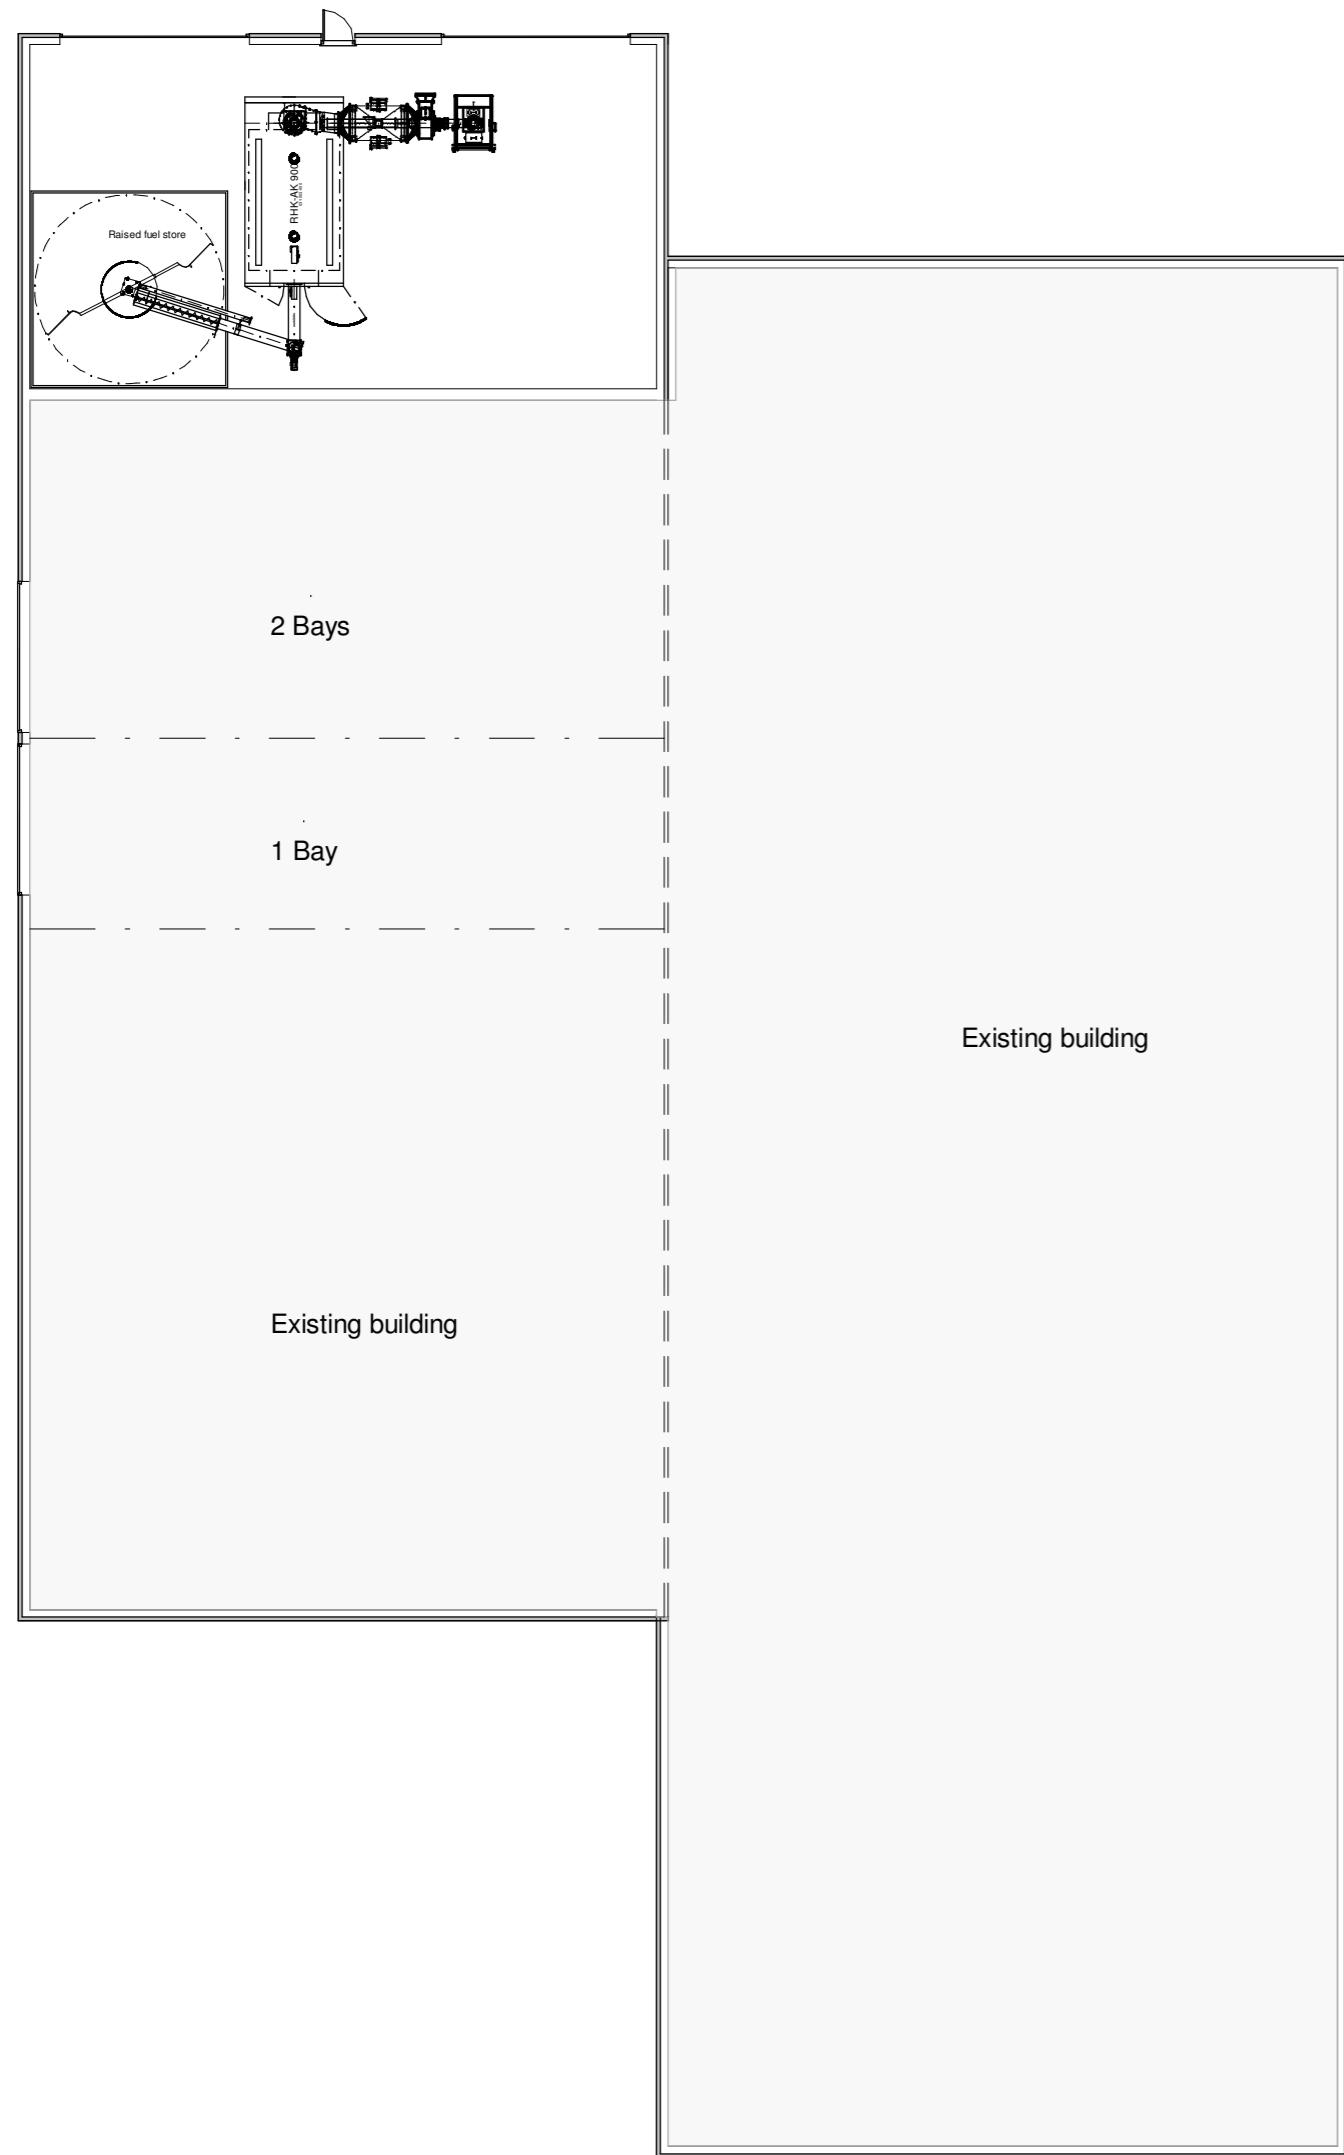 Raised fuel store
RHK-AK 900
2 Bays
1 Bay
Existing building
Existing building